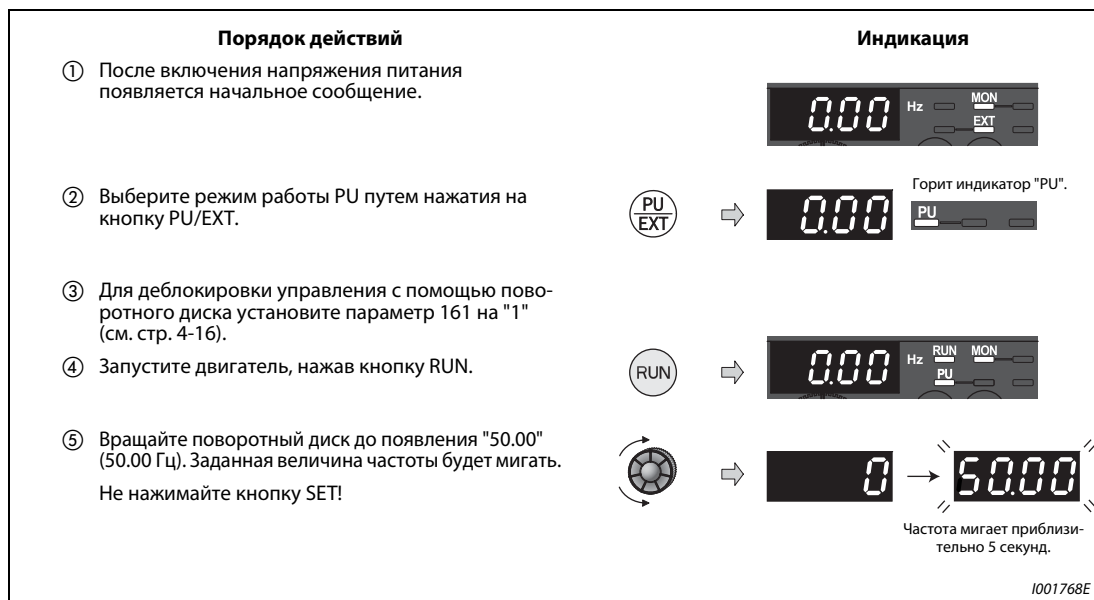 Порядок действий
Индикация
① После включения напряжения питания
появляется начальное сообщение.
0.00 Hz MON
EXT
② Выберите режим работы PU путем нажатия на
кнопку PU/EXT.
PU
EXT
0.00
Горит индикатор "PU".
PU
③ Для деблокировки управления с помощью пово-
ротного диска установите параметр 161 на "1"
(см. стр. 4-16).
④ Запустите двигатель, нажав кнопку RUN.
RUN
0.00 Hz RUN MON
PU
⑤ Вращайте поворотный диск до появления "50.00"
(50.00 Гц). Заданная величина частоты будет мигать.
Не нажимайте кнопку SET!
0 → 50.00
Частота мигает приблизи-
тельно 5 секунд.
I001768E